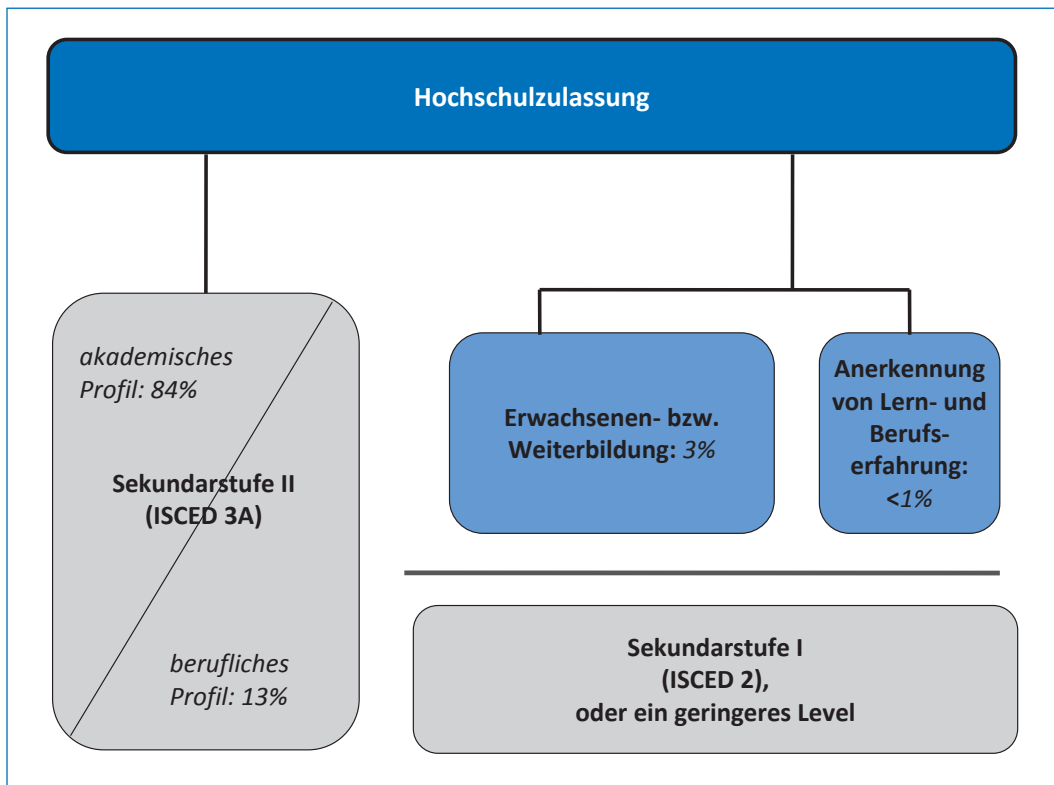 Hochschulzulassung
akademisches
Profil: 84%
Sekundarstufe II
(ISCED 3A)
berufliches
Profil: 13%
Erwachsenen- bzw.
Weiterbildung: 3%
Anerkennung
von Lern- und
Berufs-
erfahrung:
<1%
Sekundarstufe I
(ISCED 2),
oder ein geringeres Level